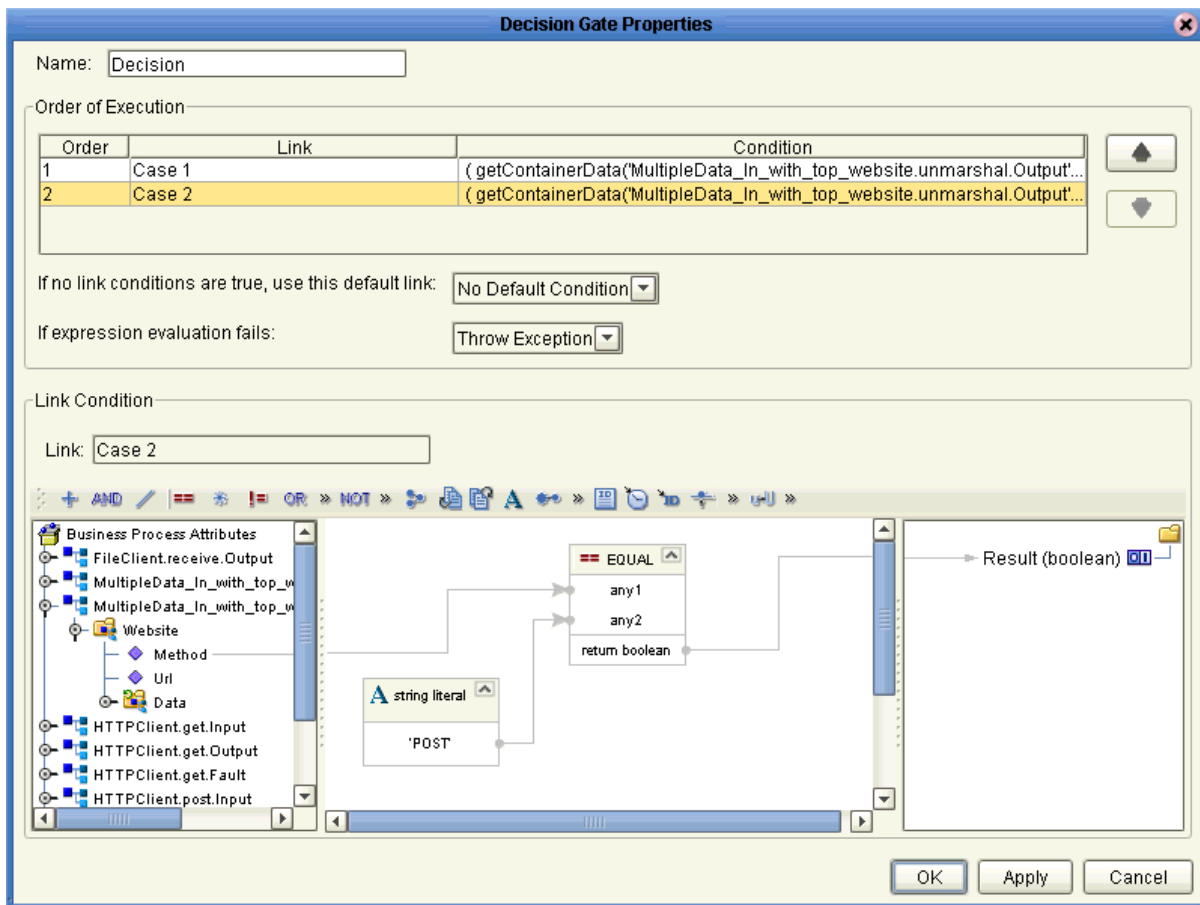 Decision Gate Properties
Name: Decision
Order of Execution
Order Link Condition
1 Case 1 ( getContainerData('MultipleData_In_with_top_website.unmarshal.Output'...
2 Case 2 ( getContainerData('MultipleData_In_with_top_website.unmarshal.Output'...
If no link conditions are true, use this default link: No Default Condition
If expression evaluation fails: Throw Exception
Link Condition
Link: Case 2
AND == != OR » NOT » A » ID ID » »
Business Process Attributes
FileClient.receive.Output
MultipleData_In_with_top_w
MultipleData_In_with_top_w
Website
Method
Url
Data
HTTPClient.get.Input
HTTPClient.get.Output
HTTPClient.get.Fault
HTTPClient.post.Input
== EQUAL
any1
any2
return boolean
A string literal
'POST'
Result (boolean)
OK Apply Cancel